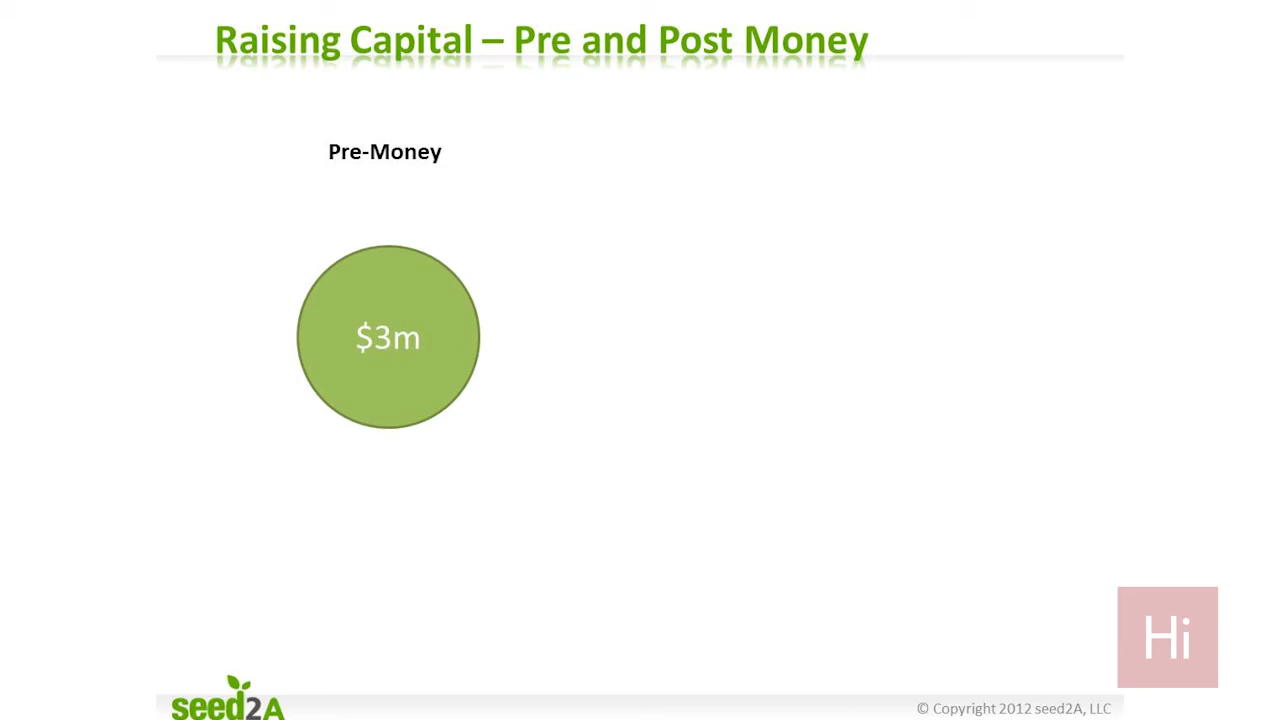 Raising Capital – Pre and Post Money
Pre-Money
$3m
Hi
seed2A
© Copyright 2012 seed2A, LLC